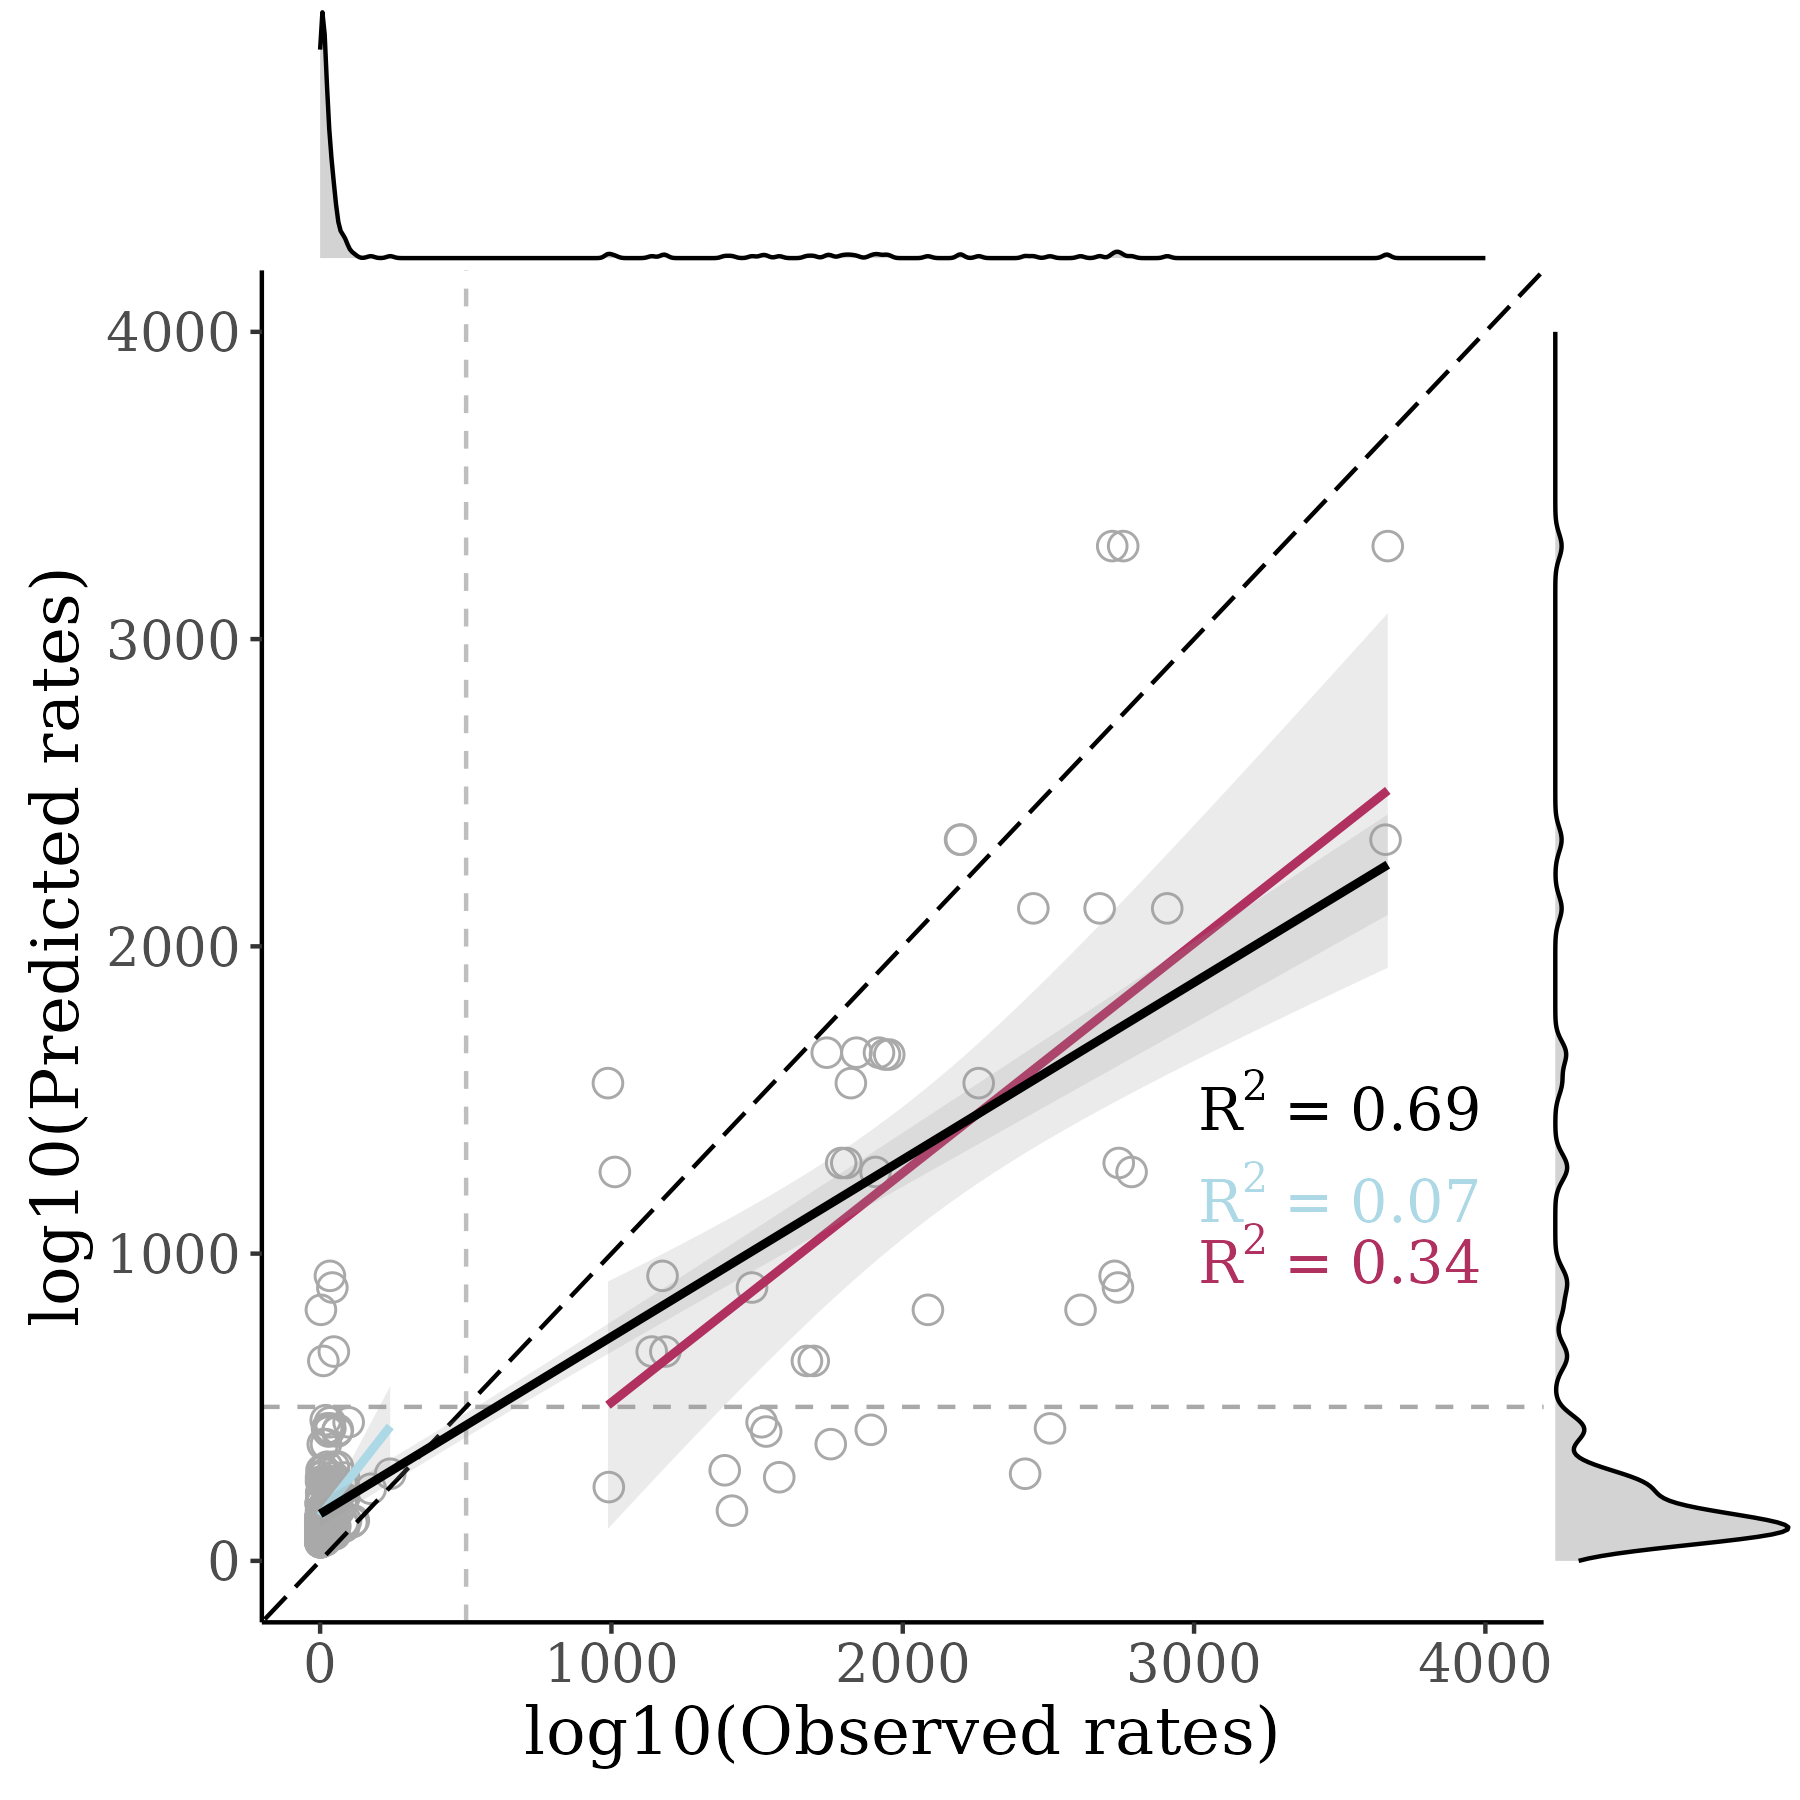 4000
3000
2000
1000
0
log10(Predicted rates)
R² = 0.69
R² = 0.07
R² = 0.34
0 1000 2000 3000 4000
log10(Observed rates)